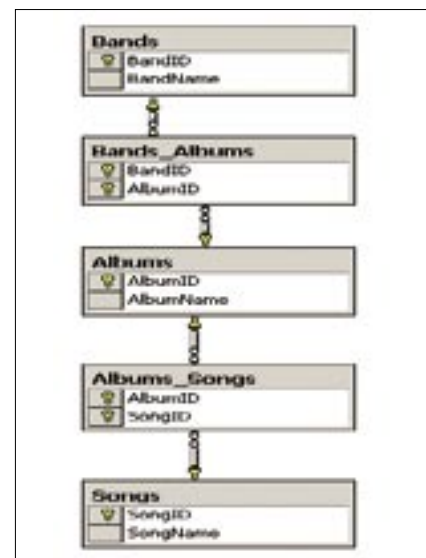 Bands
BandID
BandName
Bands_Albums
BandID
AlbumID
Albums
AlbumID
AlbumName
Albums_Songs
AlbumID
SongID
Songs
SongID
SongName